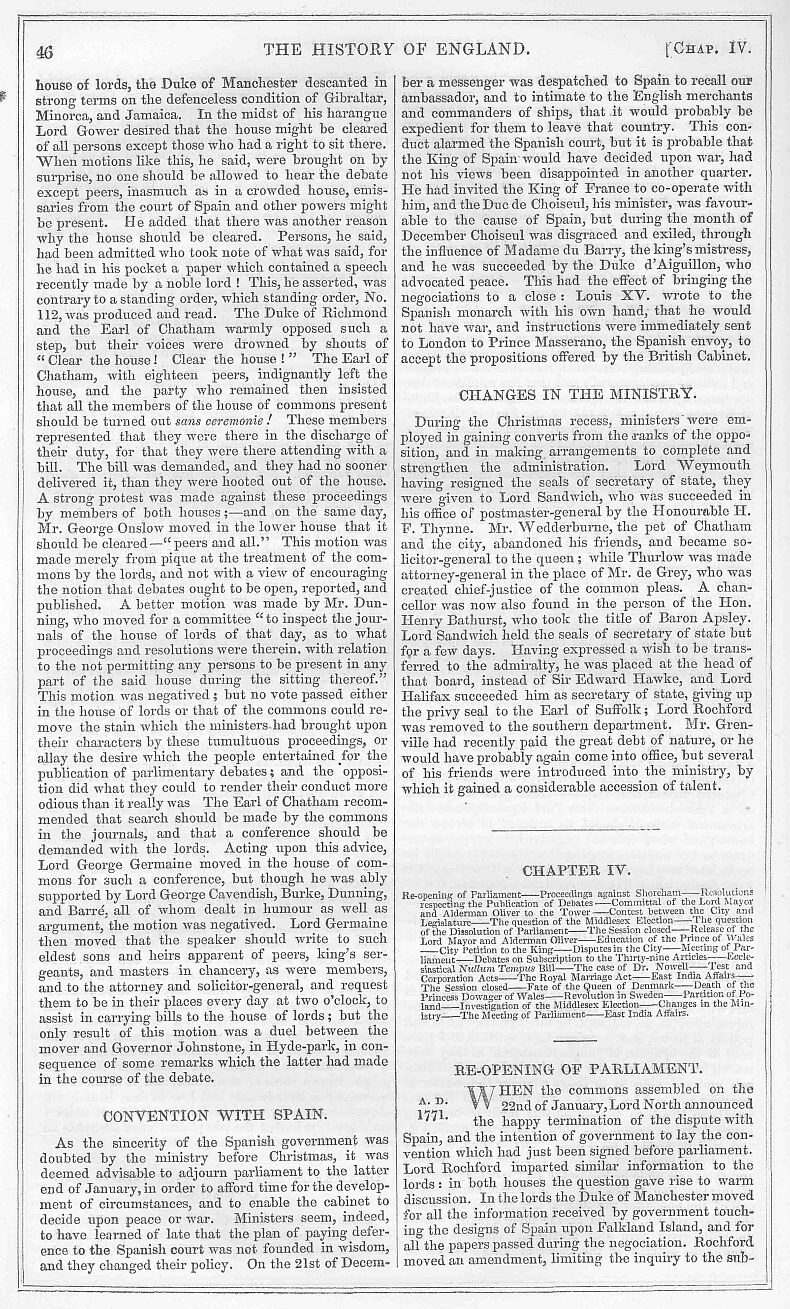 46
THE HISTORY OF ENGLAND.
[CHAP. IV.
house of lords, the Duke of Manchester descanted in
strong terms on the defenceless condition of Gibraltar,
Minorca, and Jamaica. In the midst of his harangue
Lord Gower desired that the house might be cleared
of all persons except those who had a right to sit there.
When motions like this, he said, were brought on by
surprise, no one should be allowed to hear the debate
except peers, inasmuch as in a crowded house, emis-
saries from the court of Spain and other powers might
be present. He added that there was another reason
why the house should be cleared. Persons, he said,
had been admitted who took note of what was said, for
he had in his pocket a paper which contained a speech
recently made by a noble lord! This, he asserted, was
contrary to a standing order, which standing order, No.
112, was produced and read. The Duke of Richmond
and the Earl of Chatham warmly opposed such a
step, but their voices were drowned by shouts of
"Clear the house! Clear the house!" The Earl of
Chatham, with eighteen peers, indignantly left the
house, and the party who remained then insisted
that all the members of the house of commons present
should be turned out sans ceremonie! These members
represented that they were there in the discharge of
their duty, for that they were there attending with a
bill. The bill was demanded, and they had no sooner
delivered it, than they were hooted out of the house.
A strong protest was made against these proceedings
by members of both houses;—and on the same day,
Mr. George Onslow moved in the lower house that it
should be cleared—"peers and all." This motion was
made merely from pique at the treatment of the com-
mons by the lords, and not with a view of encouraging
the notion that debates ought to be open, reported, and
published. A better motion was made by Mr. Dun-
ning, who moved for a committee "to inspect the jour-
nals of the house of lords of that day, as to what
proceedings and resolutions were therein, with relation
to the not permitting any persons to be present in any
part of the said house during the sitting thereof."
This motion was negatived; but no vote passed either
in the house of lords or that of the commons could re-
move the stain which the ministers had brought upon
their characters by these tumultuous proceedings, or
allay the desire which the people entertained for the
publication of parlimentary debates; and the opposi-
tion did what they could to render their conduct more
odious than it really was The Earl of Chatham recom-
mended that search should be made by the commons
in the journals, and that a conference should be
demanded with the lords. Acting upon this advice,
Lord George Germaine moved in the house of com-
mons for such a conference, but though he was ably
supported by Lord George Cavendish, Burke, Dunning,
and Barré, all of whom dealt in humour as well as
argument, the motion was negatived. Lord Germaine
then moved that the speaker should write to such
eldest sons and heirs apparent of peers, king's ser-
geants, and masters in chancery, as were members,
and to the attorney and solicitor-general, and request
them to be in their places every day at two o'clock, to
assist in carrying bills to the house of lords; but the
only result of this motion was a duel between the
mover and Governor Johnstone, in Hyde-park, in con-
sequence of some remarks which the latter had made
in the course of the debate.
CONVENTION WITH SPAIN.
As the sincerity of the Spanish government was
doubted by the ministry before Christmas, it was
deemed advisable to adjourn parliament to the latter
end of January, in order to afford time for the develop-
ment of circumstances, and to enable the cabinet to
decide upon peace or war. Ministers seem, indeed,
to have learned of late that the plan of paying defer-
ence to the Spanish court was not founded in wisdom,
and they changed their policy. On the 21st of Decem-
ber a messenger was despatched to Spain to recall our
ambassador, and to intimate to the English merchants
and commanders of ships, that it would probably be
expedient for them to leave that country. This con-
duct alarmed the Spanish court, but it is probable that
the King of Spain would have decided upon war, had
not his views been disappointed in another quarter.
He had invited the King of France to co-operate with
him, and the Duc de Choiseul, his minister, was favour-
able to the cause of Spain, but during the month of
December Choiseul was disgraced and exiled, through
the influence of Madame du Barry, the king's mistress,
and he was succeeded by the Duke d'Aiguillon, who
advocated peace. This had the effect of bringing the
negociations to a close: Louis XV. wrote to the
Spanish monarch with his own hand, that he would
not have war, and instructions were immediately sent
to London to Prince Masserano, the Spanish envoy, to
accept the propositions offered by the British Cabinet.
CHANGES IN THE MINISTRY.
During the Christmas recess, ministers were em-
ployed in gaining converts from the ranks of the oppo-
sition, and in making arrangements to complete and
strengthen the administration. Lord Weymouth
having resigned the seals of secretary of state, they
were given to Lord Sandwich, who was succeeded in
his office of postmaster-general by the Honourable H.
F. Thynne. Mr. Wedderburne, the pet of Chatham
and the city, abandoned his friends, and became so-
licitor-general to the queen; while Thurlow was made
attorney-general in the place of Mr. de Grey, who was
created chief-justice of the common pleas. A chan-
cellor was now also found in the person of the Hon.
Henry Bathurst, who took the title of Baron Apsley.
Lord Sandwich held the seals of secretary of state but
for a few days. Having expressed a wish to be trans-
ferred to the admiralty, he was placed at the head of
that board, instead of Sir Edward Hawke, and Lord
Halifax succeeded him as secretary of state, giving up
the privy seal to the Earl of Suffolk; Lord Rochford
was removed to the southern department. Mr. Gren-
ville had recently paid the great debt of nature, or he
would have probably again come into office, but several
of his friends were introduced into the ministry, by
which it gained a considerable accession of talent.
CHAPTER IV.
Re-opening of Parliament—Proceedings against Shoreham—Resolutions
respecting the Publication of Debates—Committal of the Lord Mayor
and Alderman Oliver to the Tower—Contest between the City and
Legislature—The question of the Middlesex Election—The question
of the Dissolution of Parliament—The Session closed—Release of the
Lord Mayor and Alderman Oliver—Education of the Prince of Wales
—City Petition to the King—Disputes in the City—Meeting of Par-
liament—Debates on Subscription to the Thirty-nine Articles—Eccle-
siastical Nullum Tempus Bill—The case of Dr. Nowell—Test and
Corporation Acts—The Royal Marriage Act—East India Affairs—
The Session closed—Fate of the Queen of Denmark—Death of the
Princess Dowager of Wales—Revolution in Sweden—Partition of Po-
land—Investigation of the Middlesex Election—Changes in the Min-
istry—The Meeting of Parliament—East India Affairs.
RE-OPENING OF PARLIAMENT.
A. D.
1771.
WHEN the commons assembled on the
22nd of January, Lord North announced
the happy termination of the dispute with
Spain, and the intention of government to lay the con-
vention which had just been signed before parliament.
Lord Rochford imparted similar information to the
lords: in both houses the question gave rise to warm
discussion. In the lords the Duke of Manchester moved
for all the information received by government touch-
ing the designs of Spain upon Falkland Island, and for
all the papers passed during the negociation. Rochford
moved an amendment, limiting the inquiry to the sub-